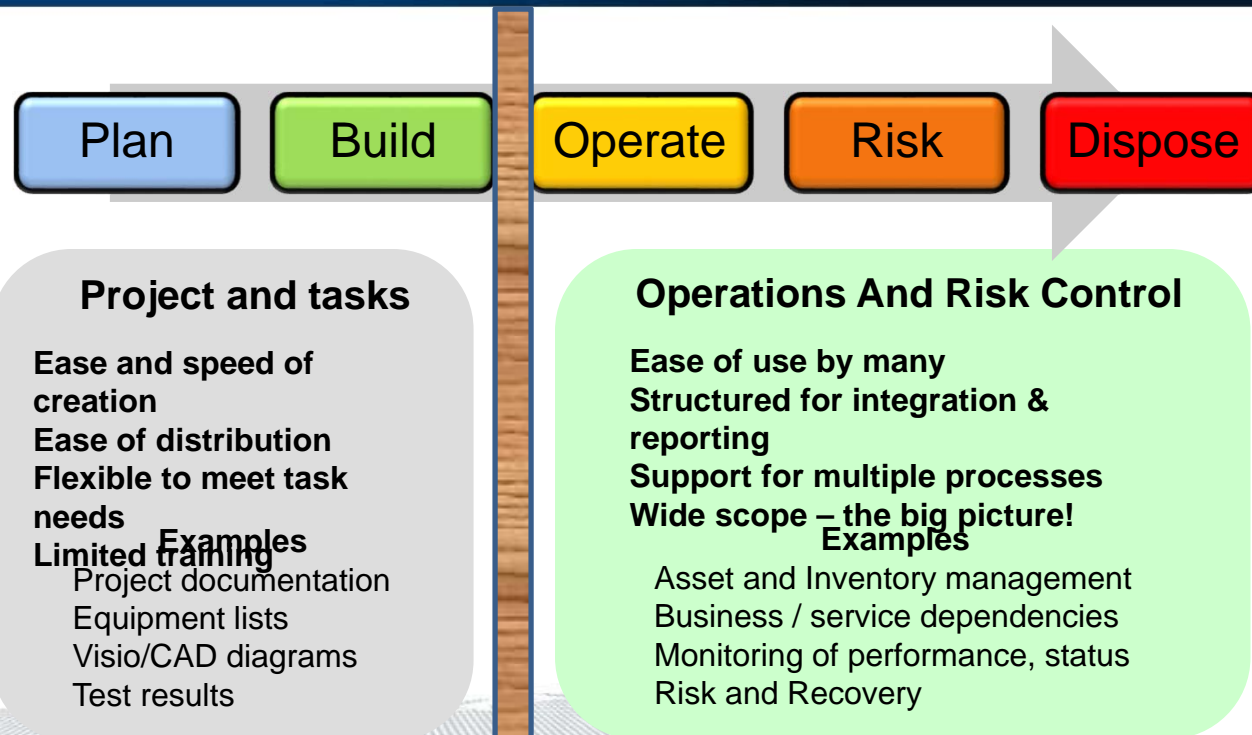 Plan
Build
Operate
Risk
Dispose
Project and tasks
Ease and speed of
creation
Ease of distribution
Flexible to meet task
needs
Limited training
Examples
Project documentation
Equipment lists
Visio/CAD diagrams
Test results
Operations And Risk Control
Ease of use by many
Structured for integration &
reporting
Support for multiple processes
Wide scope – the big picture!
Examples
Asset and Inventory management
Business / service dependencies
Monitoring of performance, status
Risk and Recovery